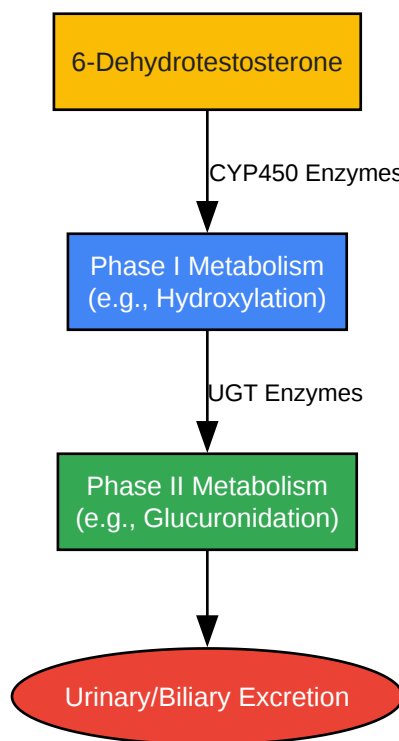 6-Dehydrotestosterone
CYP450 Enzymes
Phase I Metabolism
(e.g., Hydroxylation)
UGT Enzymes
Phase II Metabolism
(e.g., Glucuronidation)
Urinary/Biliary Excretion